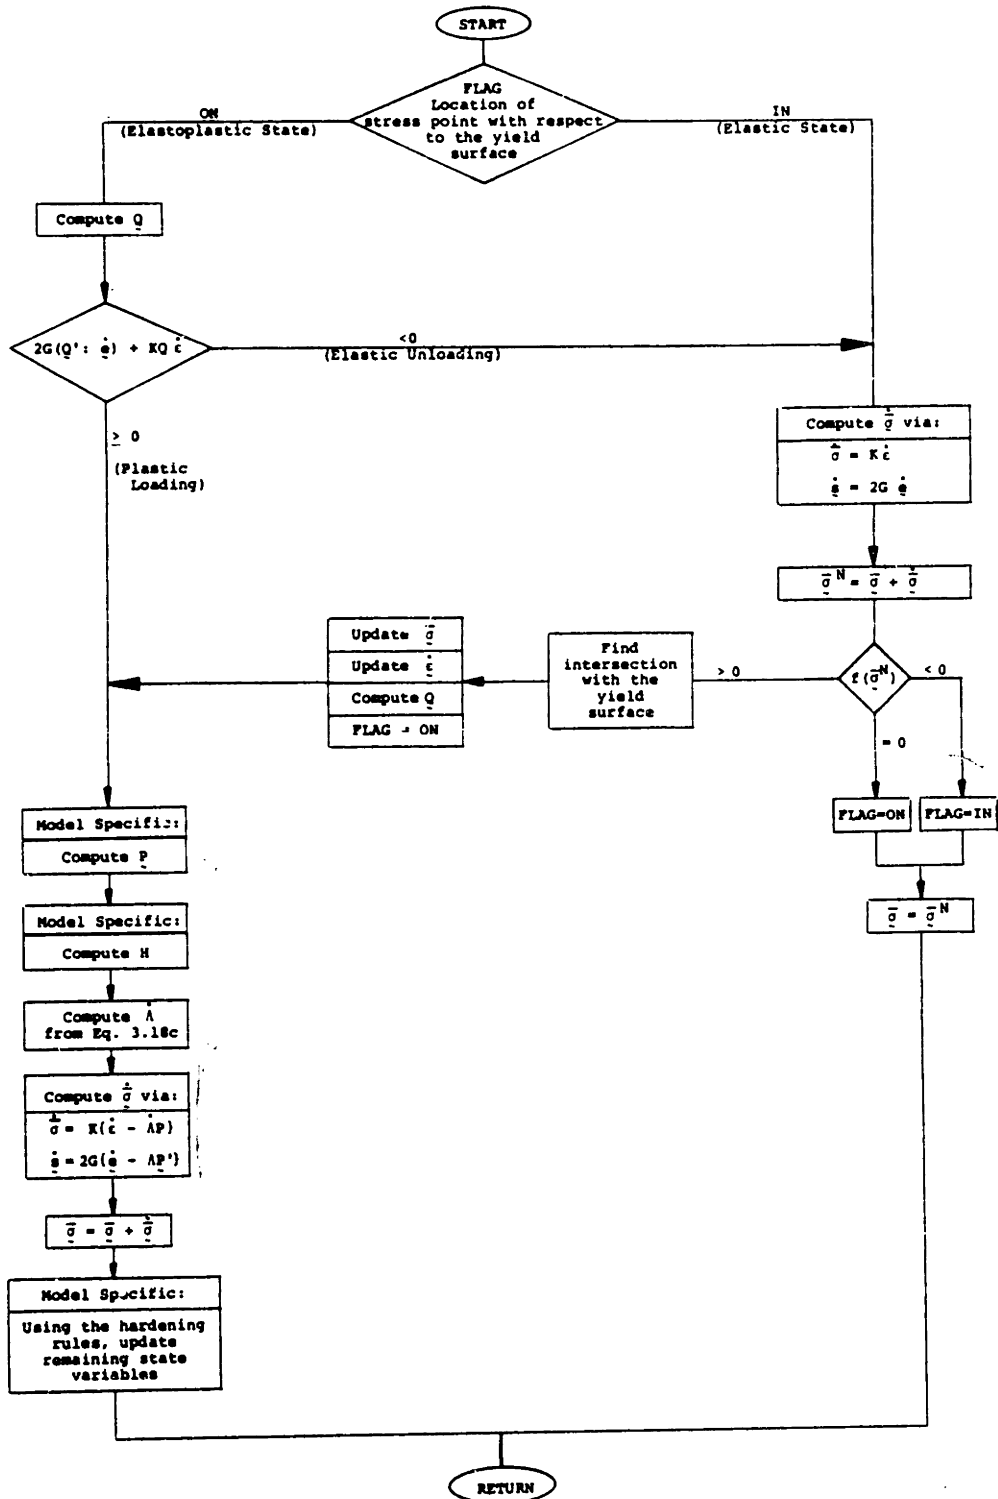 START
FLAG
Location of
stress point with respect
to the yield
surface
ON
(Elastoplastic State)
IN
(Elastic State)
Compute Q̰
2G(Q̰': ḛ̇) + KQ ε̇
<0
(Elastic Unloading)
≥ 0
(Plastic
Loading)
Compute σ̰̄̇ via:
σ̄̇ = K ε̇
ṡ̰ = 2G ḛ̇
σ̰̄ᴺ = σ̰̄ + σ̰̄̇
f(σ̰̄ᴺ)
> 0
< 0
= 0
Find
intersection
with the
yield
surface
Update σ̰̄
Update ε̰̇
Compute Q̰
FLAG = ON
FLAG=ON
FLAG=IN
σ̰̄ = σ̰̄ᴺ
Model Specific:
Compute P̰
Model Specific:
Compute H
Compute Λ̇
from Eq. 3.18c
Compute σ̰̄̇ via:
σ̄̇ = K(ε̇ - Λ̇P)
ṡ̰ = 2G(ḛ̇ - Λ̇P̰')
σ̰̄ = σ̰̄ + σ̰̄̇
Model Specific:
Using the hardening
rules, update
remaining state
variables
RETURN